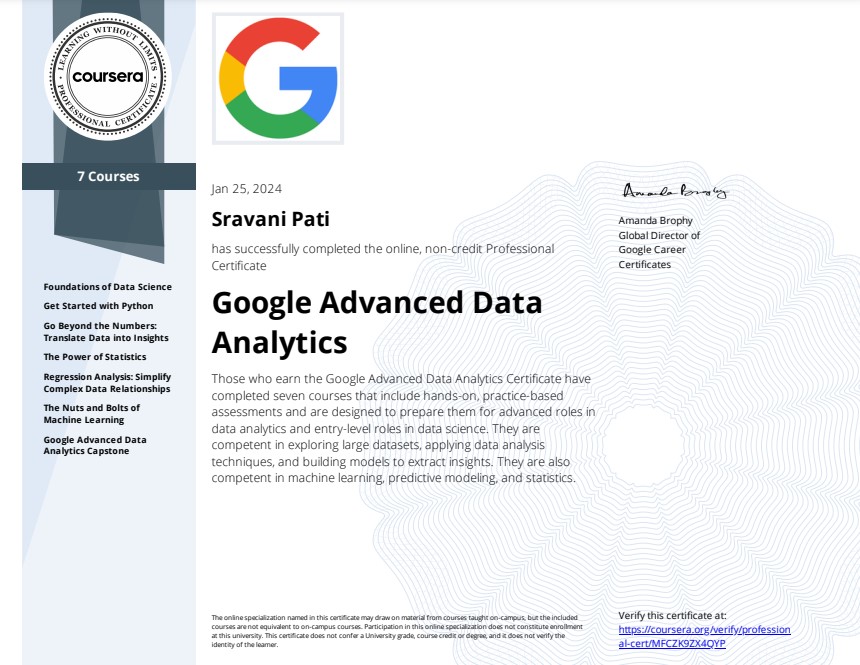 LEARNING WITHOUT LIMITS
coursera
PROFESSIONAL CERTIFICATE
7 Courses
Foundations of Data Science
Get Started with Python
Go Beyond the Numbers:
Translate Data into Insights
The Power of Statistics
Regression Analysis: Simplify
Complex Data Relationships
The Nuts and Bolts of
Machine Learning
Google Advanced Data
Analytics Capstone
G
Jan 25, 2024
Sravani Pati
has successfully completed the online, non-credit Professional
Certificate
Google Advanced Data
Analytics
Those who earn the Google Advanced Data Analytics Certificate have
completed seven courses that include hands-on, practice-based
assessments and are designed to prepare them for advanced roles in
data analytics and entry-level roles in data science. They are
competent in exploring large datasets, applying data analysis
techniques, and building models to extract insights. They are also
competent in machine learning, predictive modeling, and statistics.
Amanda Brophy
Amanda Brophy
Global Director of
Google Career
Certificates
The online specialization named in this certificate may draw on material from courses taught on-campus, but the included
courses are not equivalent to on-campus courses. Participation in this online specialization does not constitute enrollment
at this university. This certificate does not confer a University grade, course credit or degree, and it does not verify the
identity of the learner.
Verify this certificate at:
https://coursera.org/verify/profession
al-cert/MFCZK9ZX4QYP